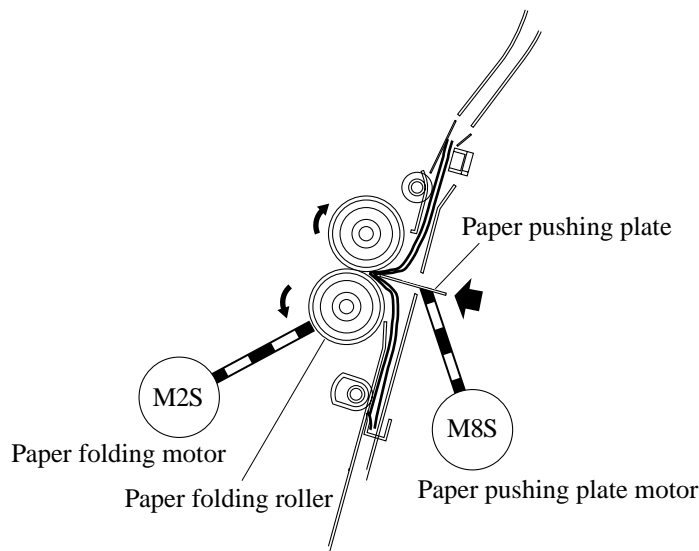 Paper pushing plate
M2S
M8S
Paper folding motor
Paper folding roller
Paper pushing plate motor